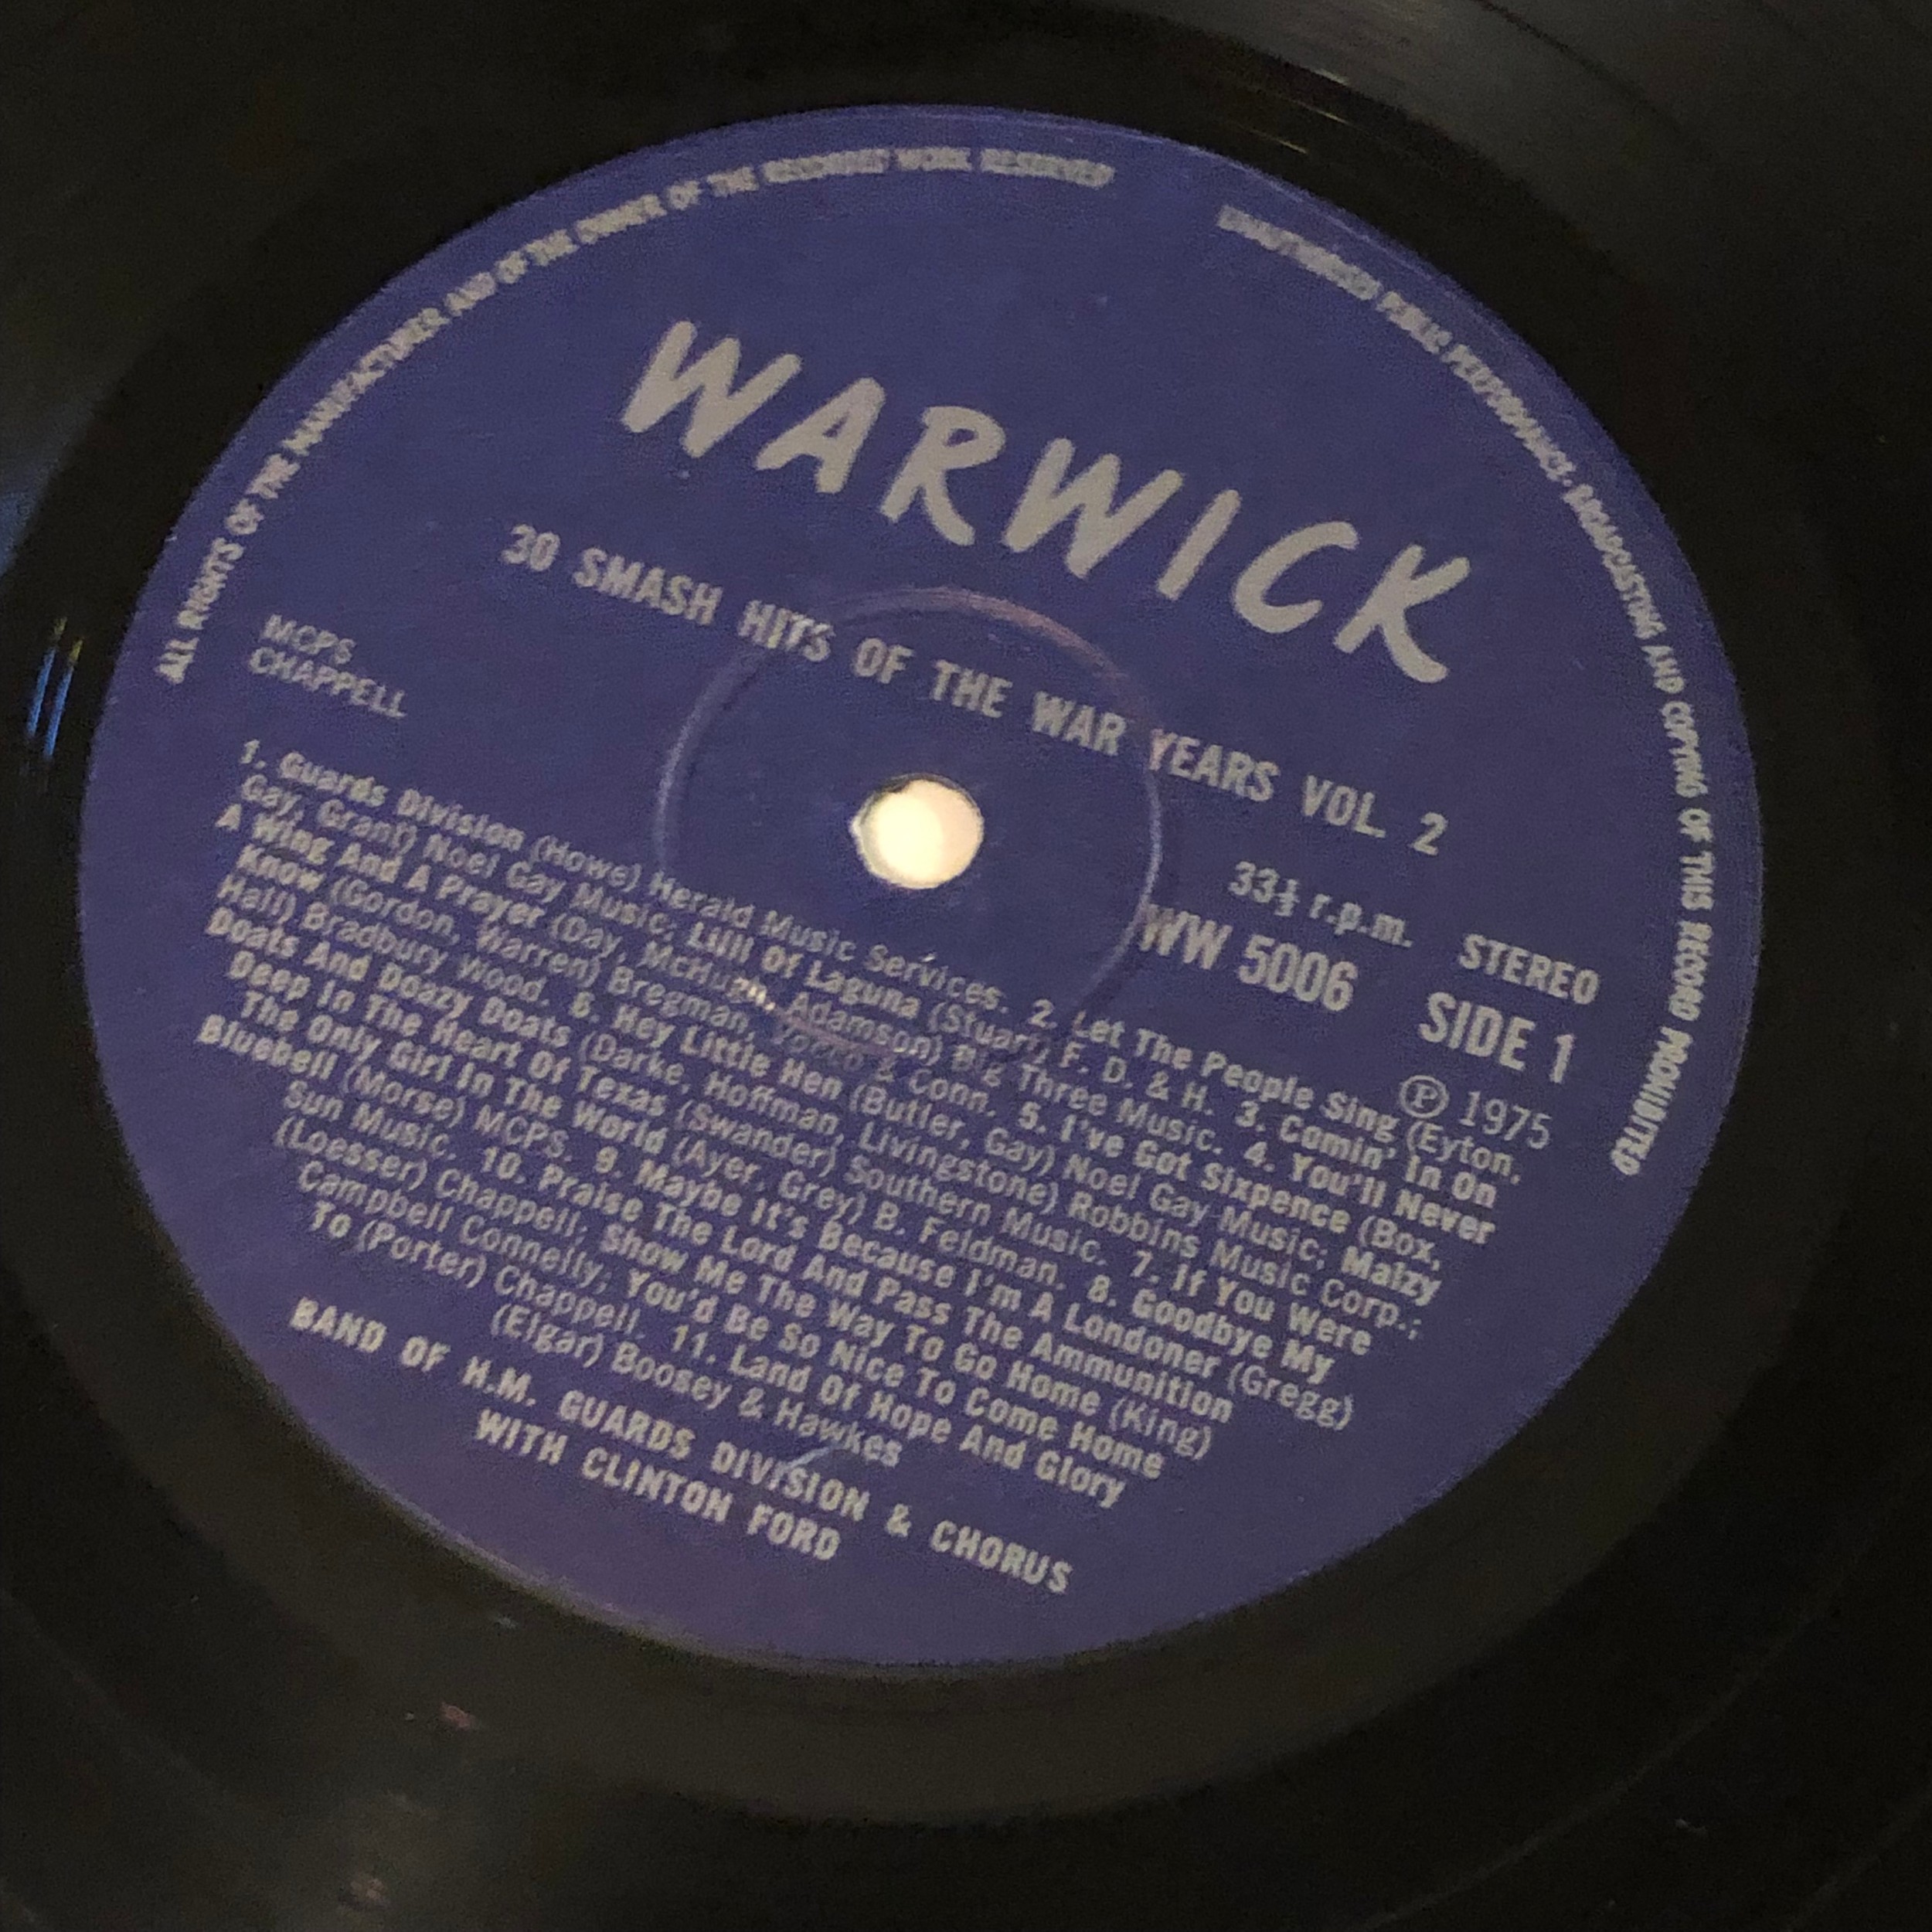 ALL RIGHTS OF THE MANUFACTURER AND OF THE OWNER OF THE RECORDED WORK RESERVED
UNAUTHORISED PUBLIC PERFORMANCE, BROADCASTING AND COPYING OF THIS RECORD PROHIBITED
WARWICK
30 SMASH HITS OF THE WAR YEARS VOL. 2
MCPS
CHAPPELL
33⅓ r.p.m. STEREO
WW 5006 SIDE 1
Ⓟ 1975
1. Guards Division (Howe) Herald Music Services. 2. Let The People Sing (Eyton,
Gay, Grant) Noel Gay Music; Lilli Of Laguna (Stuart) F. D. & H. 3. Comin' In On
A Wing And A Prayer (Day, McHugh, Adamson) Big Three Music. 4. You'll Never
Know (Gordon, Warren) Bregman, Vocco & Conn. 5. I've Got Sixpence (Box,
Hall) Bradbury Wood. 6. Hey Little Hen (Butler, Gay) Noel Gay Music; Maizy
Doats And Doazy Doats (Darke, Hoffman, Livingstone) Robbins Music Corp.;
Deep In The Heart Of Texas (Swander) Southern Music. 7. If You Were
The Only Girl In The World (Ayer, Grey) B. Feldman. 8. Goodbye My
Bluebell (Morse) MCPS. 9. Maybe It's Because I'm A Londoner (Gregg)
Sun Music. 10. Praise The Lord And Pass The Ammunition
(Loesser) Chappell; Show Me The Way To Go Home (King)
Campbell Connelly; You'd Be So Nice To Come Home
To (Porter) Chappell. 11. Land Of Hope And Glory
(Elgar) Boosey & Hawkes
BAND OF H.M. GUARDS DIVISION & CHORUS
WITH CLINTON FORD